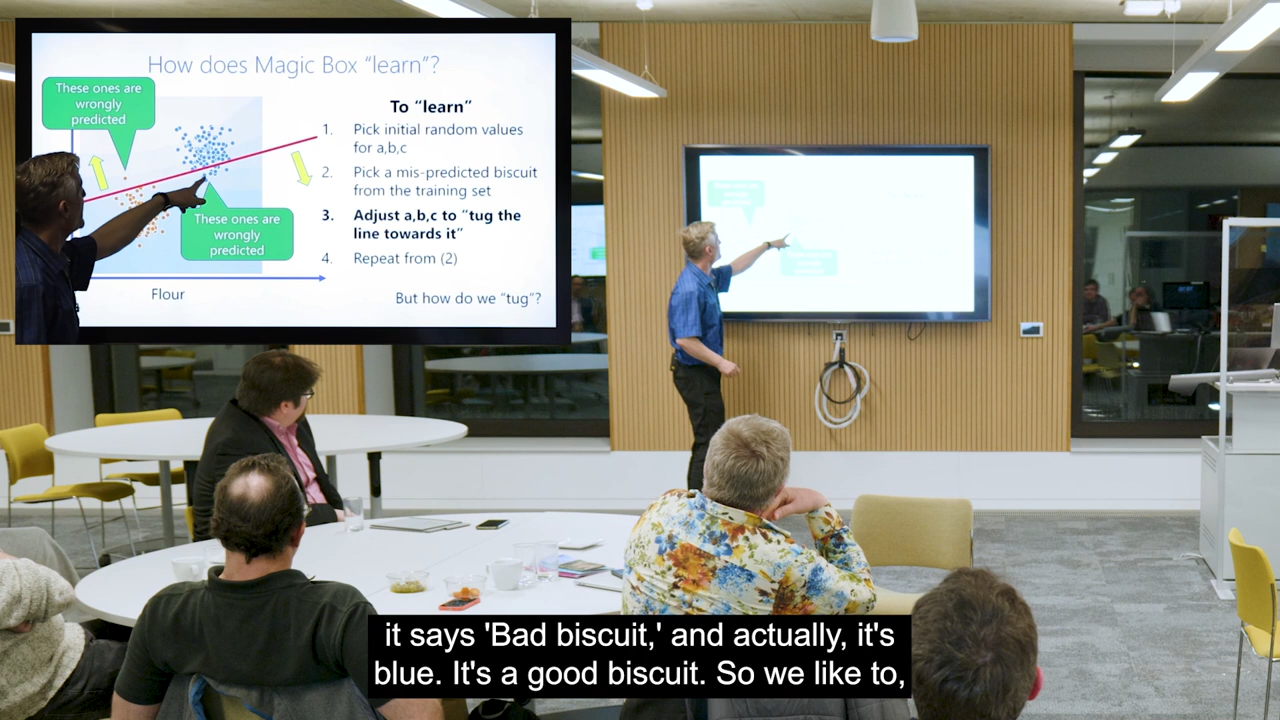 How does Magic Box “learn”?
These ones are
wrongly
predicted
To “learn”
1. Pick initial random values
for a,b,c
2. Pick a mis-predicted biscuit
from the training set
3. Adjust a,b,c to “tug the
line towards it”
4. Repeat from (2)
These ones are
wrongly
predicted
Flour
But how do we “tug”?
it says 'Bad biscuit,' and actually, it's
blue. It's a good biscuit. So we like to,